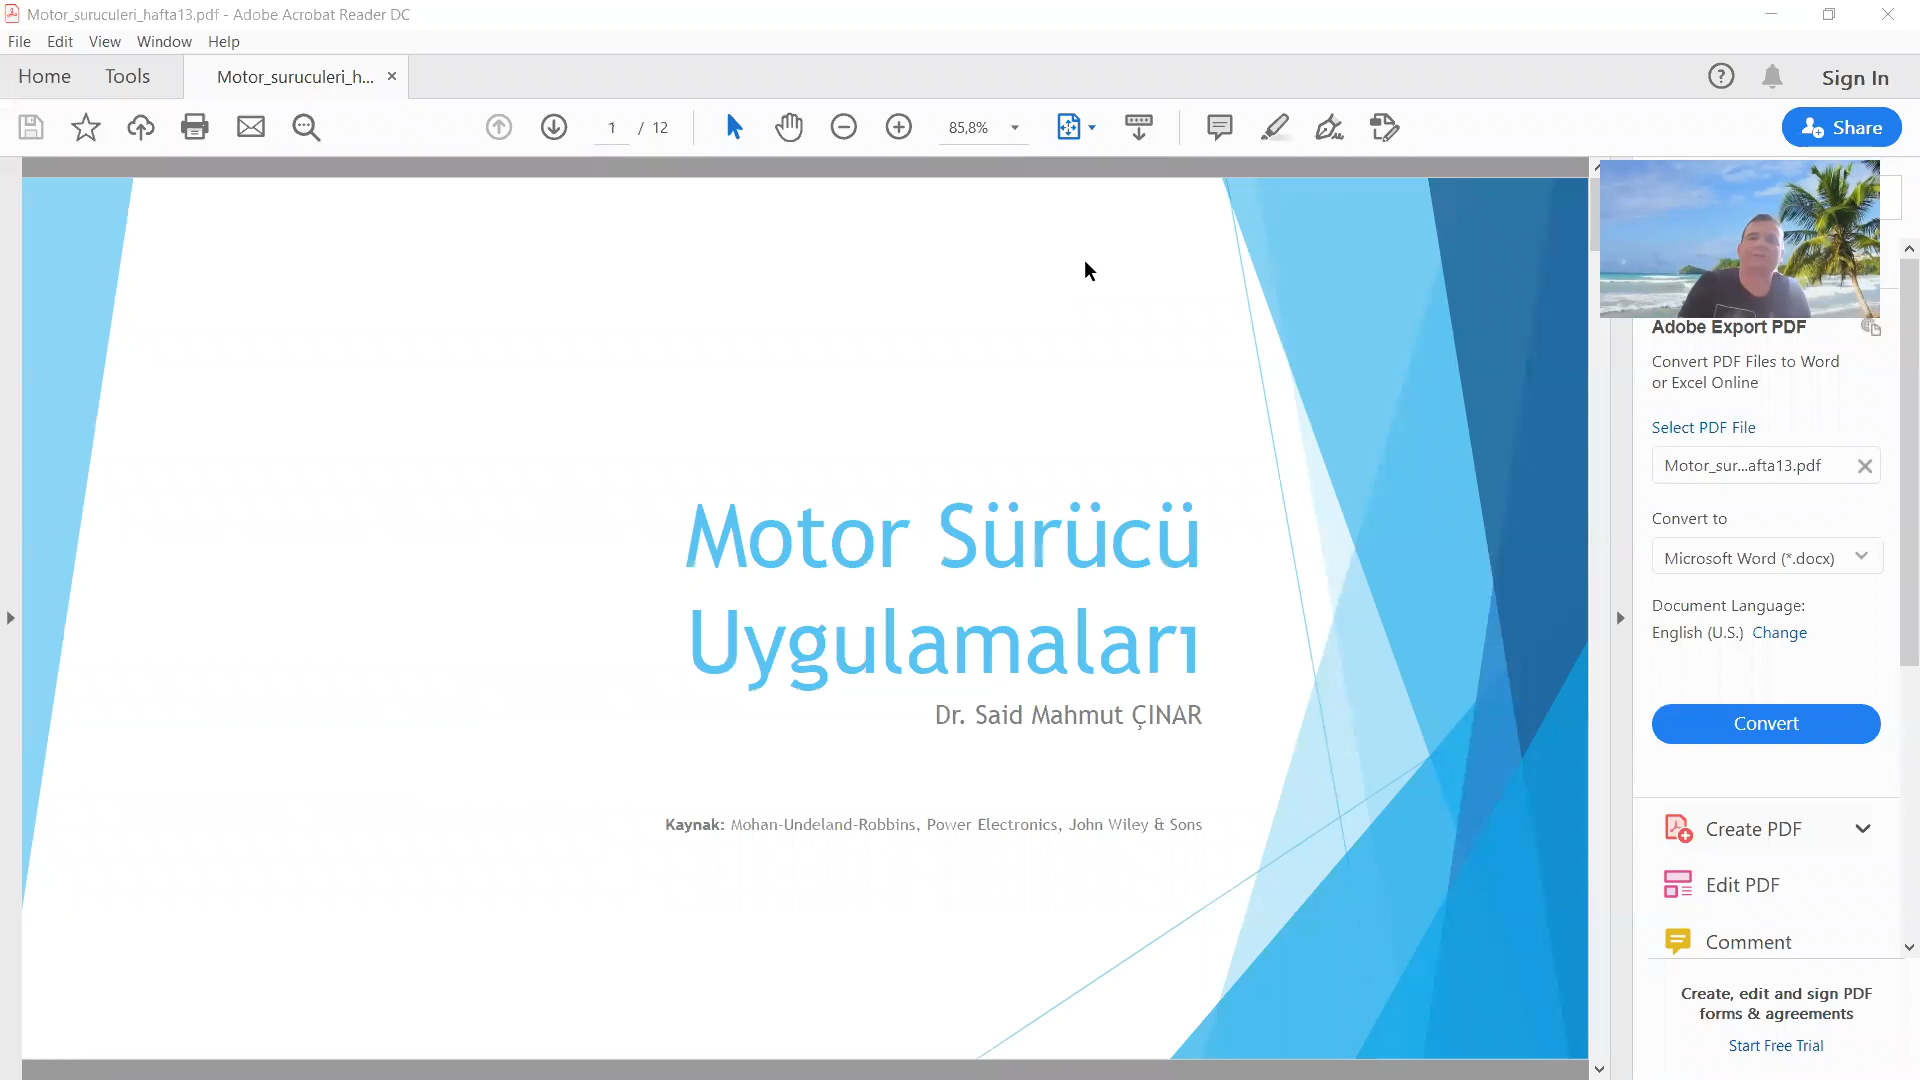 Motor_suruculeri_hafta13.pdf - Adobe Acrobat Reader DC
File Edit View Window Help
Home Tools Motor_suruculeri_h... × Sign In
1 / 12 85,8% Share
Motor Sürücü
Uygulamaları
Dr. Said Mahmut ÇINAR
Kaynak: Mohan-Undeland-Robbins, Power Electronics, John Wiley & Sons
Adobe Export PDF
Convert PDF Files to Word
or Excel Online
Select PDF File
Motor_sur...afta13.pdf
Convert to
Microsoft Word (*.docx)
Document Language:
English (U.S.) Change
Convert
Create PDF
Edit PDF
Comment
Create, edit and sign PDF
forms & agreements
Start Free Trial